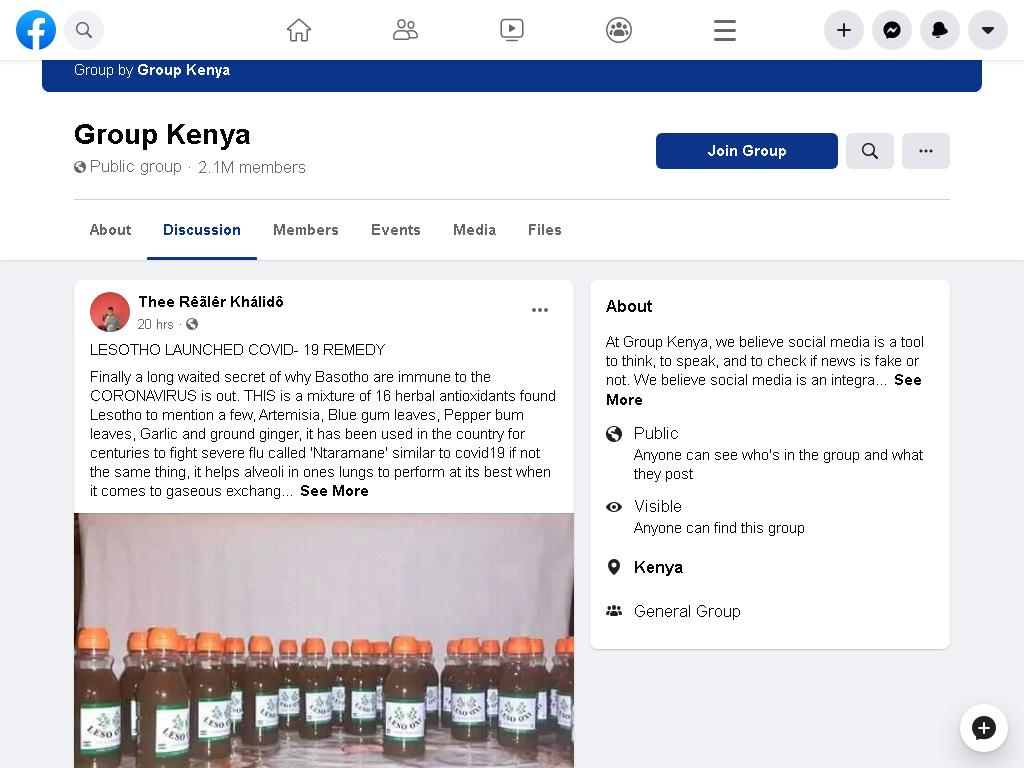 Group by Group Kenya
Group Kenya
Public group · 2.1M members
Join Group
About Discussion Members Events Media Files
Thee Rêãlêr Khálidô
20 hrs ·
LESOTHO LAUNCHED COVID- 19 REMEDY
Finally a long waited secret of why Basotho are immune to the
CORONAVIRUS is out. THIS is a mixture of 16 herbal antioxidants found
Lesotho to mention a few, Artemisia, Blue gum leaves, Pepper bum
leaves, Garlic and ground ginger, it has been used in the country for
centuries to fight severe flu called 'Ntaramane' similar to covid19 if not
the same thing, it helps alveoli in ones lungs to perform at its best when
it comes to gaseous exchang... See More
LESO OXI
LESO OXI
LESO OXI
LESO OXI
LESO OXI
About
At Group Kenya, we believe social media is a tool
to think, to speak, and to check if news is fake or
not. We believe social media is an integra... See
More
Public
Anyone can see who's in the group and what
they post
Visible
Anyone can find this group
Kenya
General Group